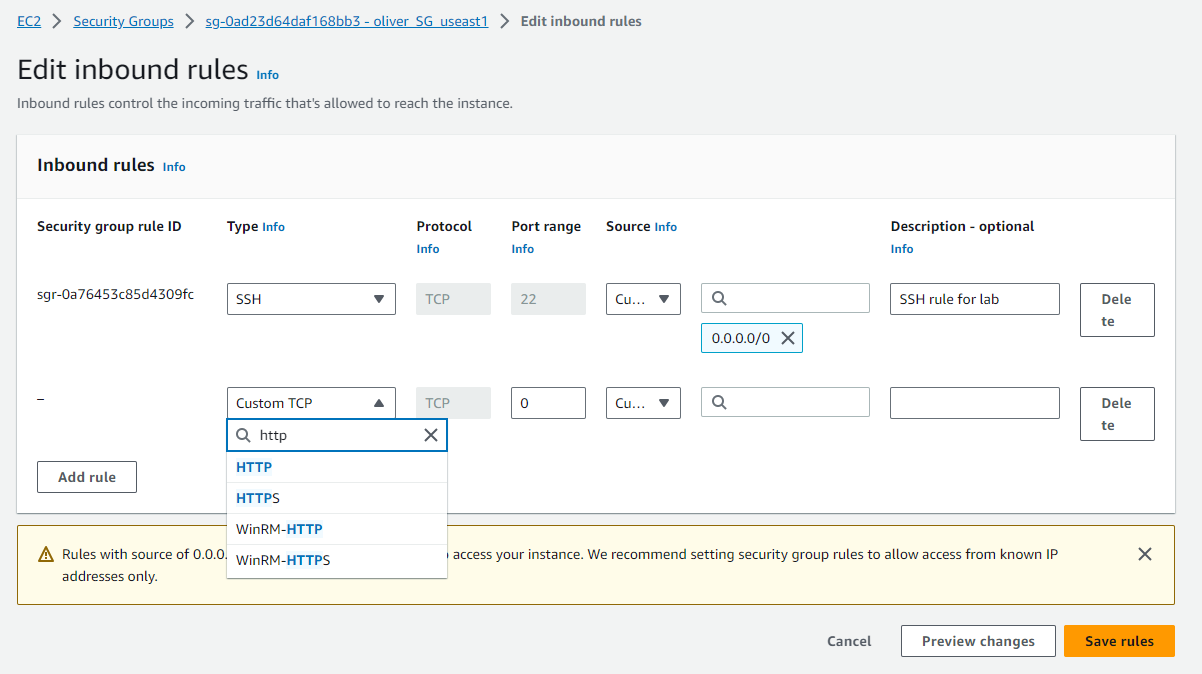 EC2 > Security Groups > sg-0ad23d64daf168bb3 - oliver_SG_useast1 > Edit inbound rules
Edit inbound rules Info
Inbound rules control the incoming traffic that's allowed to reach the instance.
Inbound rules Info
Security group rule ID
Type Info
Protocol
Info
Port range
Info
Source Info
Description - optional
Info
sgr-0a76453c85d4309fc
SSH
TCP
22
Cu...
0.0.0.0/0
SSH rule for lab
Dele
te
–
Custom TCP
TCP
0
Cu...
Dele
te
http
HTTP
HTTPS
WinRM-HTTP
WinRM-HTTPS
Add rule
Rules with source of 0.0.0. access your instance. We recommend setting security group rules to allow access from known IP
addresses only.
Cancel
Preview changes
Save rules